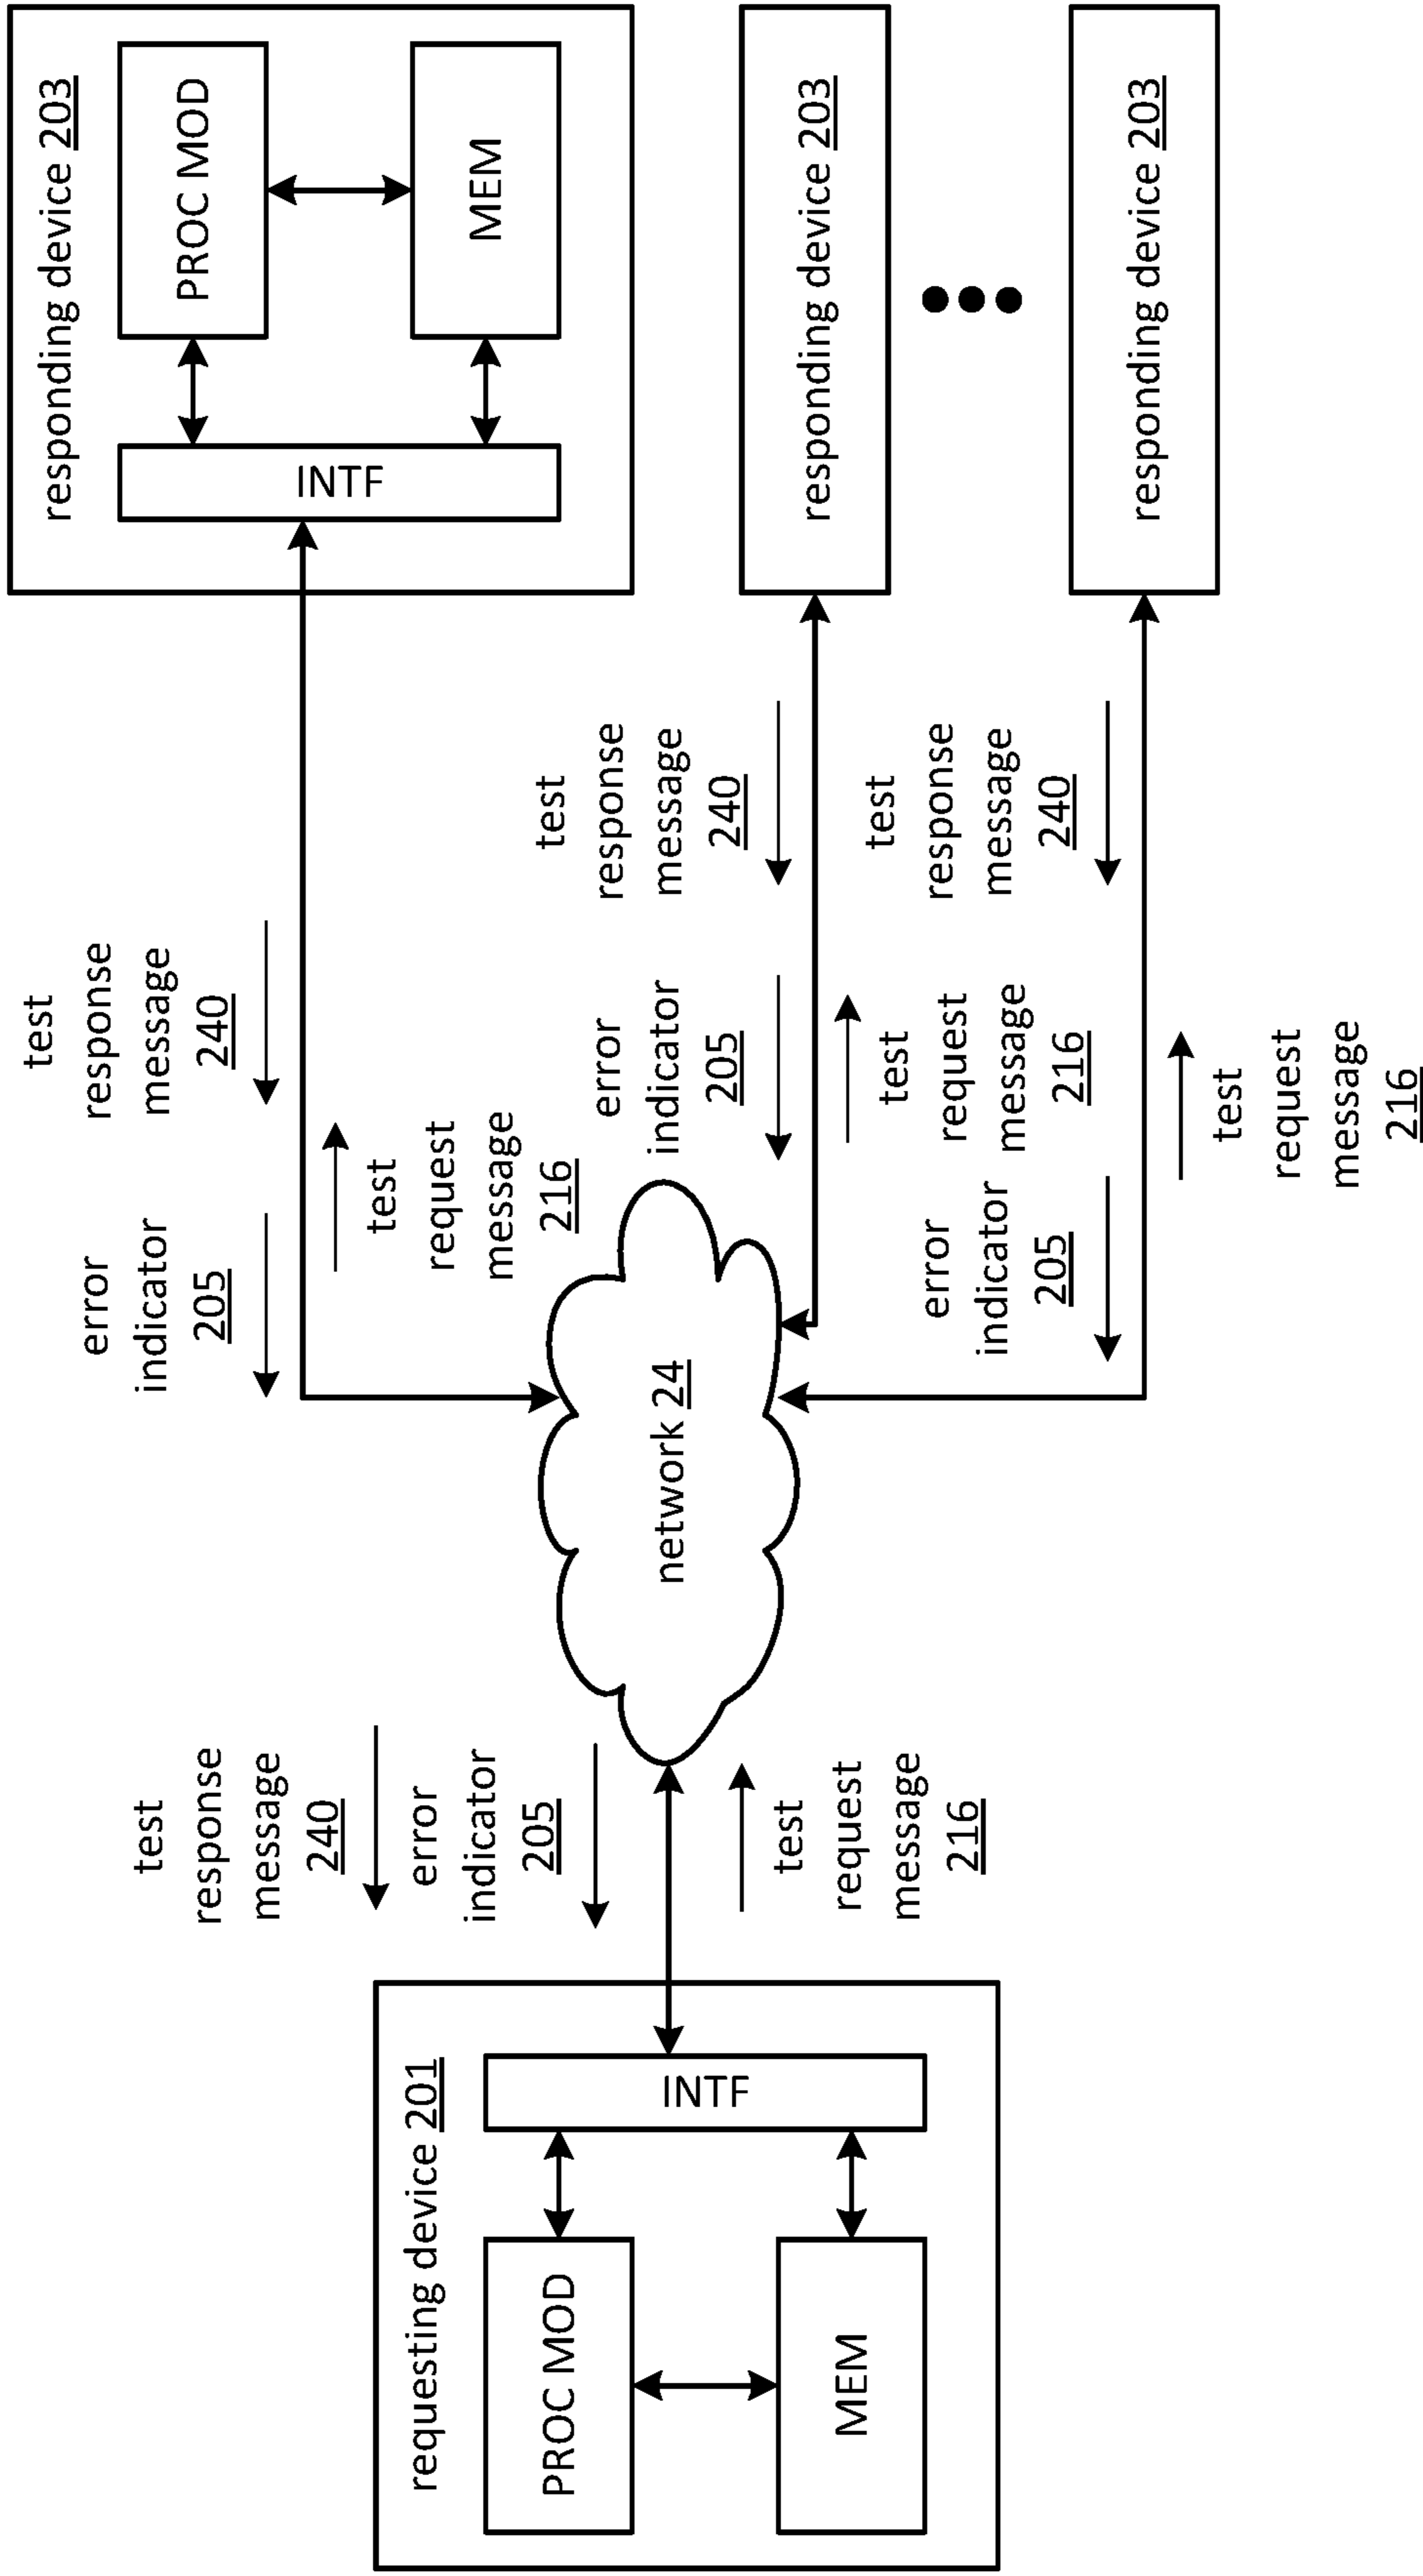 requesting device 201
PROC MOD
MEM
INTF
test
response
message
240
error
indicator
205
test
request
message
216
network 24
error
indicator
205
test
response
message
240
test
request
message
216
responding device 203
INTF
PROC MOD
MEM
error
indicator
205
test
response
message
240
test
request
message
216
responding device 203
error
indicator
205
test
response
message
240
test
request
message
216
responding device 203